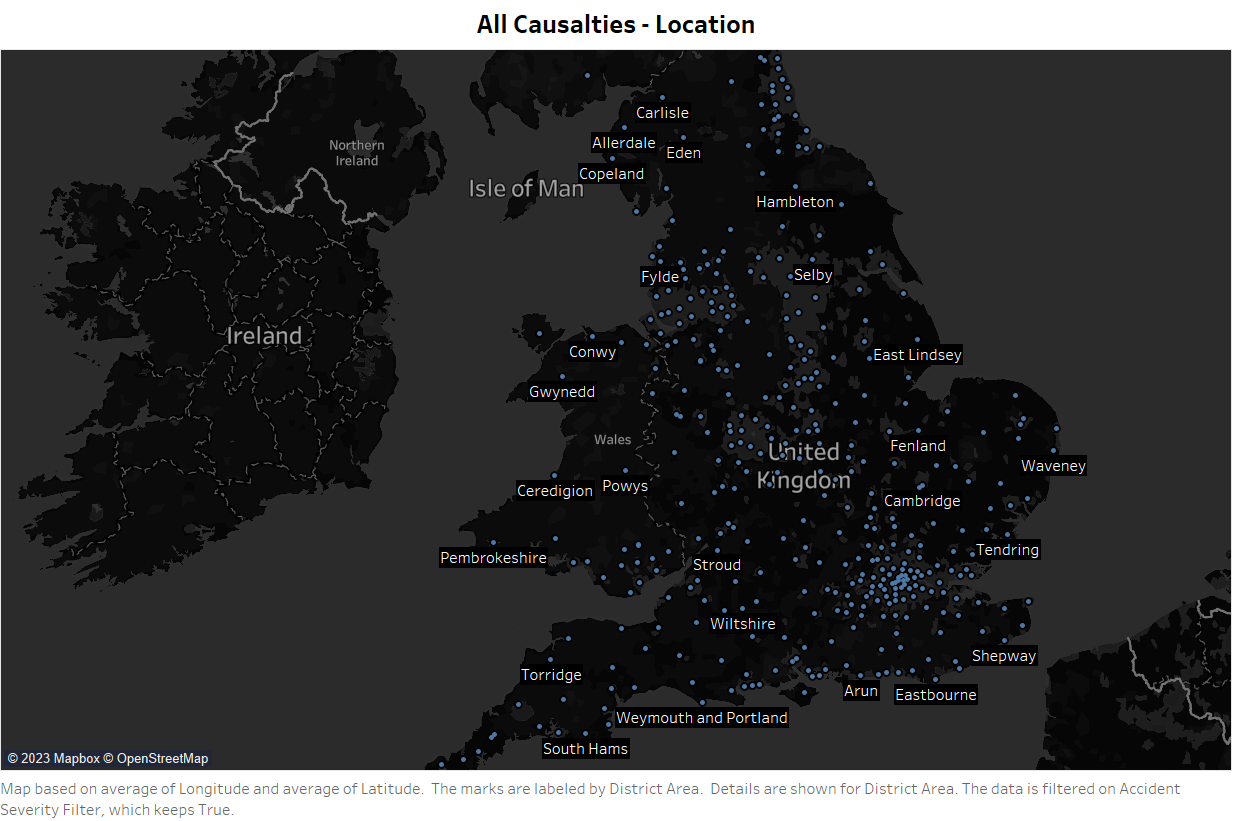 All Causalties - Location
Carlisle
Allerdale
Northern
Ireland
Eden
Copeland
Isle of Man
Hambleton
Fylde
Selby
Ireland
Conwy
East Lindsey
Gwynedd
Wales
Fenland
United
Kingdom
Waveney
Ceredigion
Powys
Cambridge
Pembrokeshire
Tendring
Stroud
Wiltshire
Shepway
Torridge
Arun
Eastbourne
Weymouth and Portland
South Hams
© 2023 Mapbox © OpenStreetMap
Map based on average of Longitude and average of Latitude.  The marks are labeled by District Area.  Details are shown for District Area. The data is filtered on Accident
Severity Filter, which keeps True.